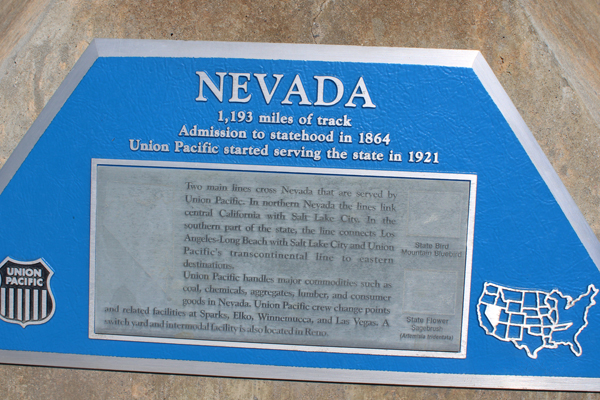 NEVADA
1,193 miles of track
Admission to statehood in 1864
Union Pacific started serving the state in 1921
Two main lines cross Nevada that are served by
Union Pacific. In northern Nevada the lines link
central California with Salt Lake City. In the
southern part of the state, the line connects Los
Angeles-Long Beach with Salt Lake City and Union
Pacific's transcontinental line to eastern
destinations.
Union Pacific handles major commodities such as
coal, chemicals, aggregates, lumber, and consumer
goods in Nevada. Union Pacific crew change points
and related facilities at Sparks, Elko, Winnemucca, and Las Vegas. A
switch yard and intermodal facility is also located in Reno.
State Bird
Mountain bluebird
State Flower
Sagebrush
(Artemisia tridentata)
UNION
PACIFIC